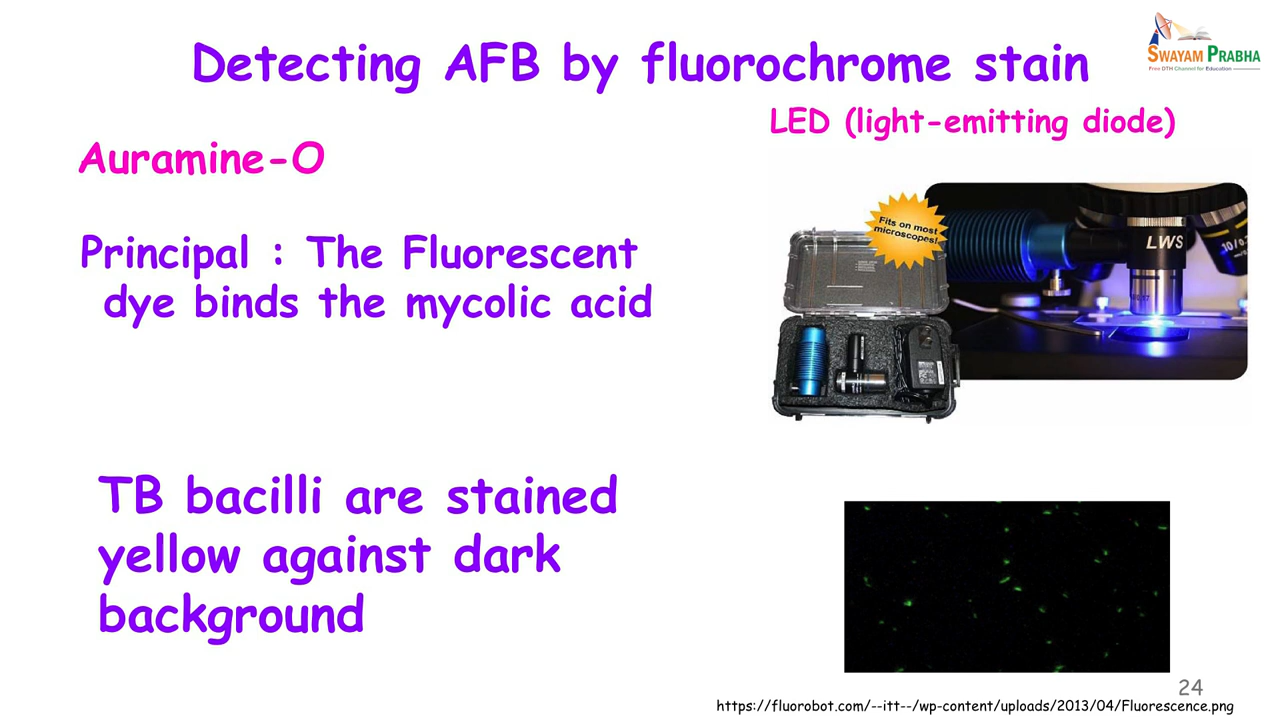 Detecting AFB by fluorochrome stain
SWAYAM PRABHA
Free DTH Channel for Education
LED (light-emitting diode)
Auramine-O
Principal : The Fluorescent
dye binds the mycolic acid
Fits on most
microscopes!
LWS
TB bacilli are stained
yellow against dark
background
24
https://fluorobot.com/--itt--/wp-content/uploads/2013/04/Fluorescence.png